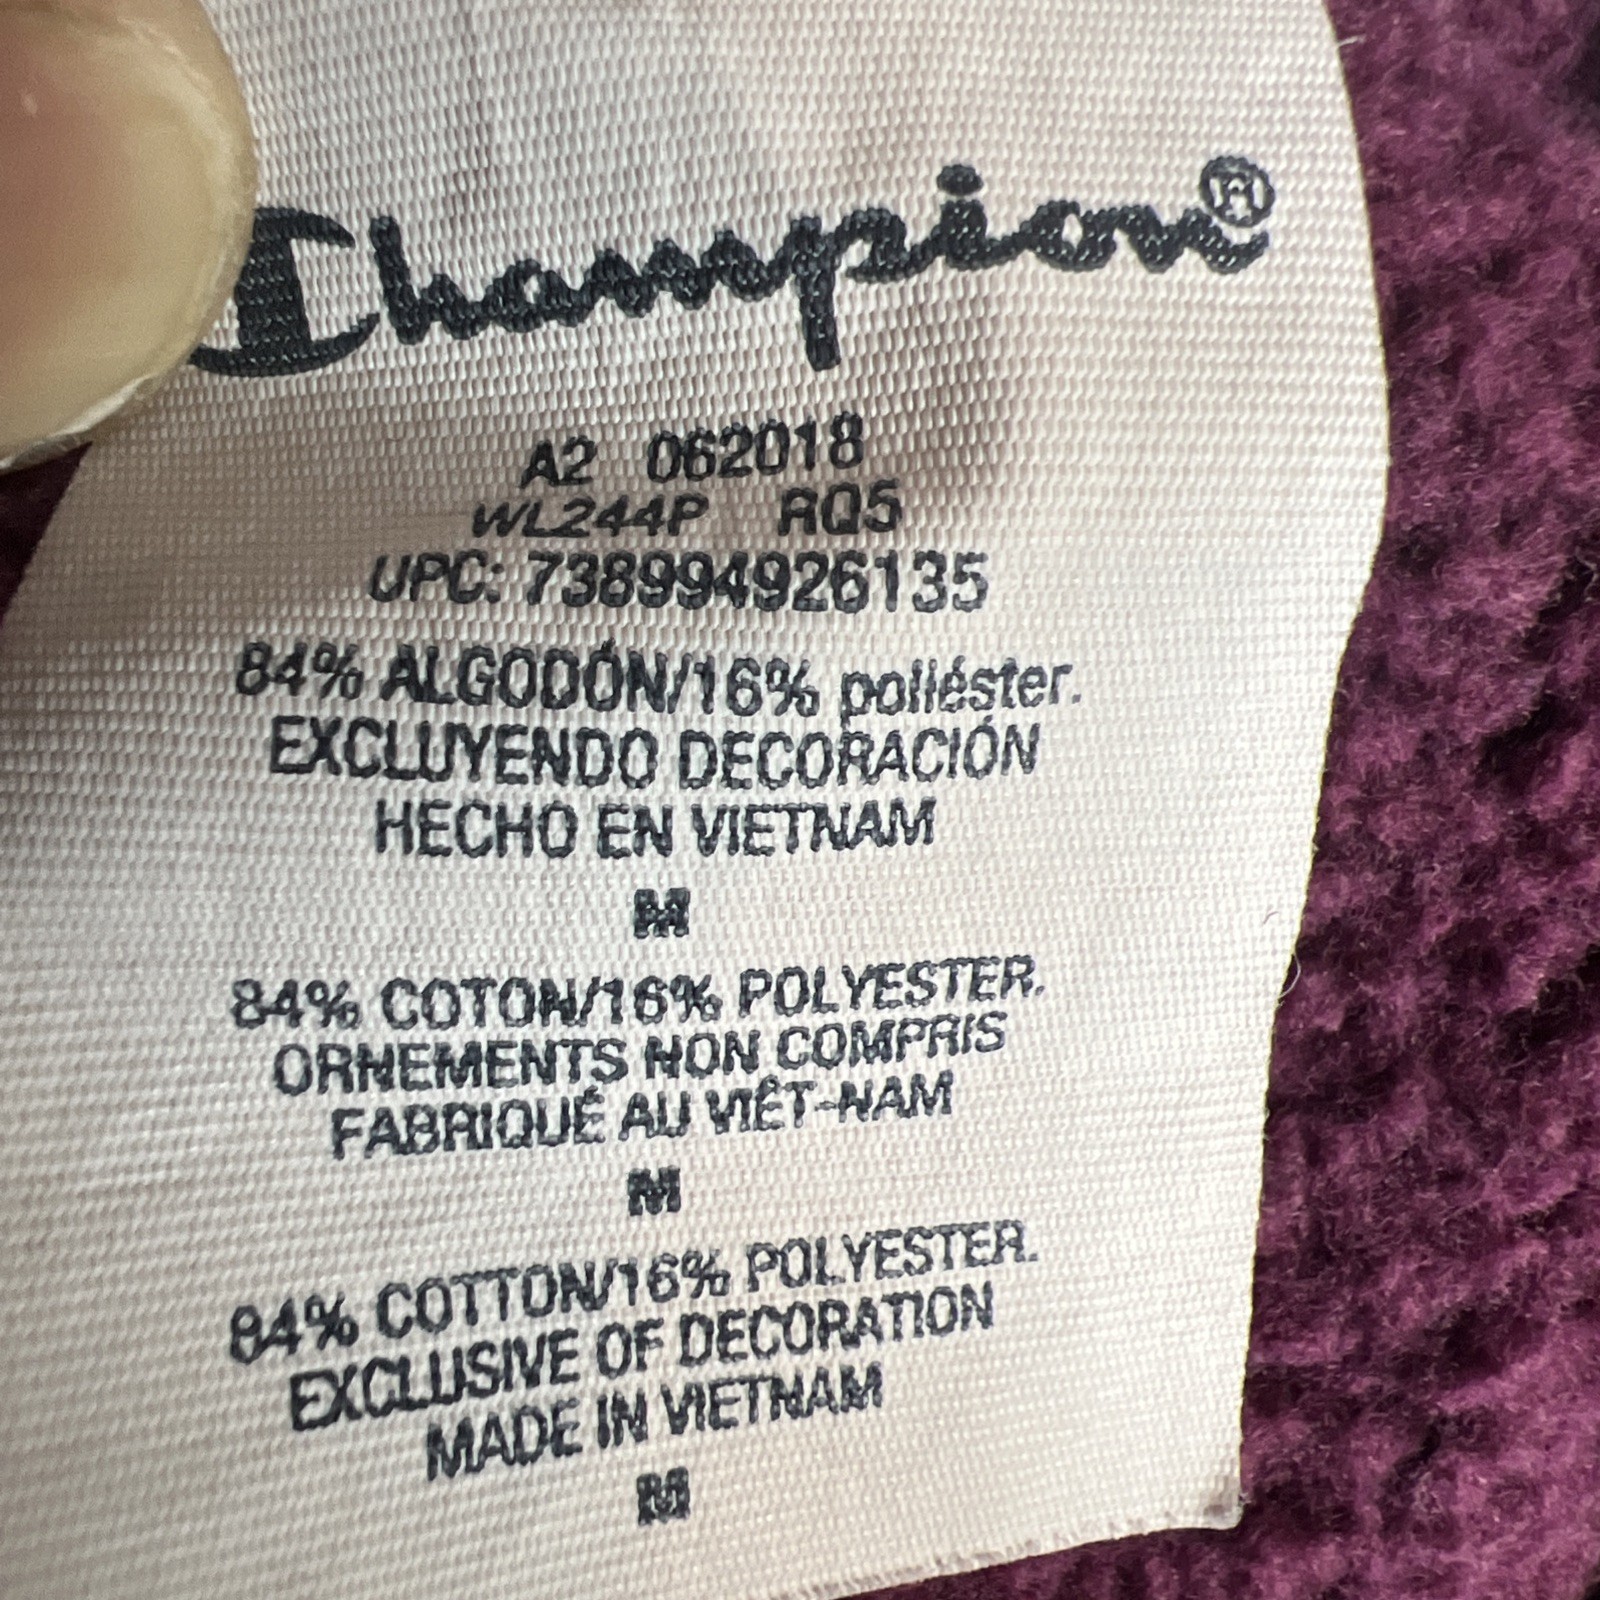 Champion®
A2 062018
WL244P RQ5
UPC: 738994926135
84% ALGODÓN/16% poliéster.
EXCLUYENDO DECORACIÓN
HECHO EN VIETNAM
M
84% COTON/16% POLYESTER.
ORNEMENTS NON COMPRIS
FABRIQUÉ AU VIÊT-NAM
M
84% COTTON/16% POLYESTER.
EXCLUSIVE OF DECORATION
MADE IN VIETNAM
M